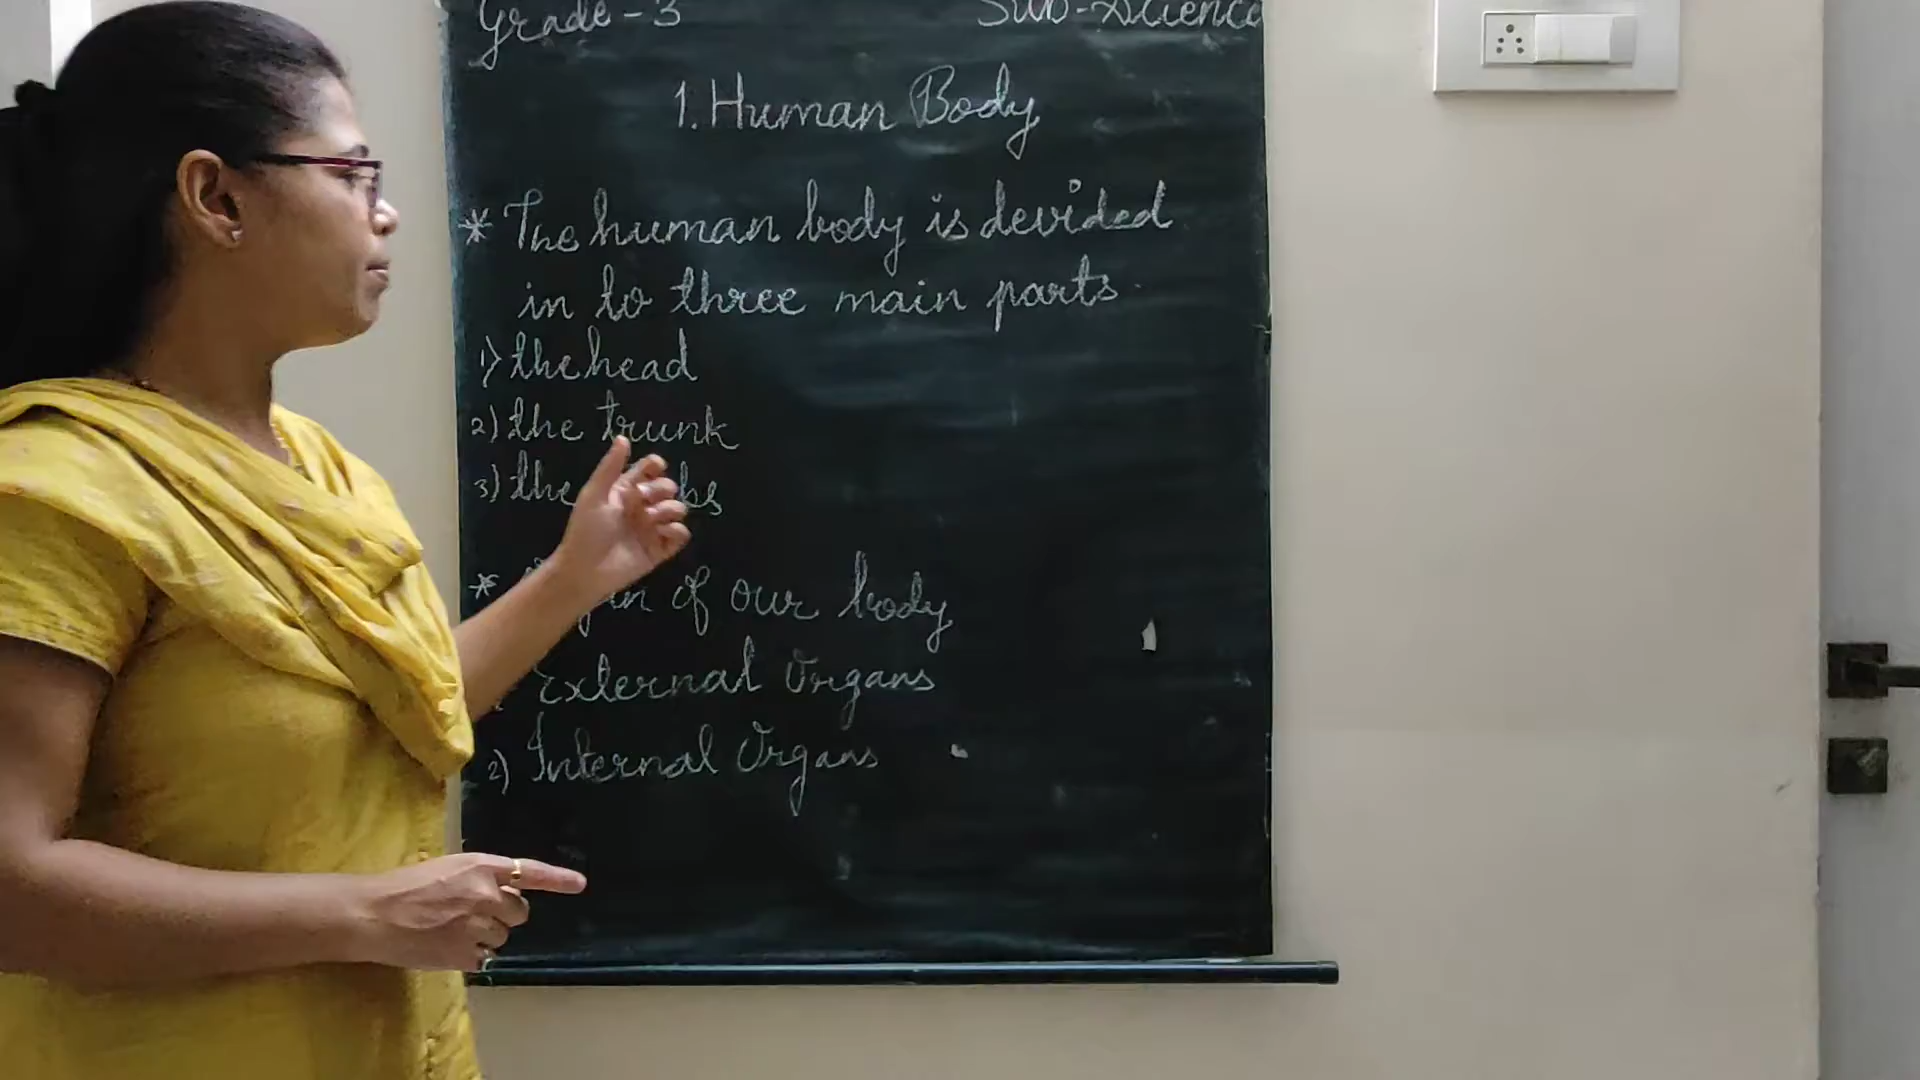 Grade - 3 Sub - Science
1. Human Body
* The human body is devided
in to three main parts.
1) the head
2) the trunk
3) the
* of our body
External Organs
2) Internal Organs